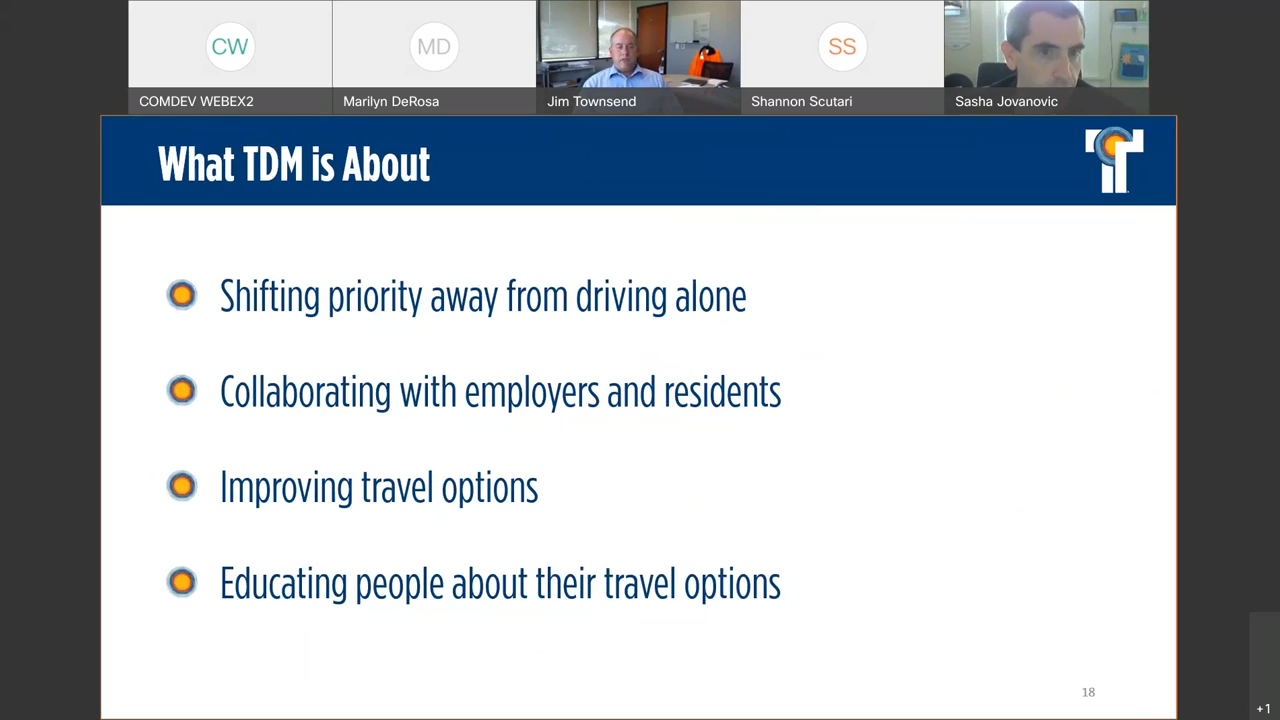 CW
MD
SS
COMDEV WEBEX2
Marilyn DeRosa
Jim Townsend
Shannon Scutari
Sasha Jovanovic
What TDM is About
T
Shifting priority away from driving alone
Collaborating with employers and residents
Improving travel options
Educating people about their travel options
18
+1